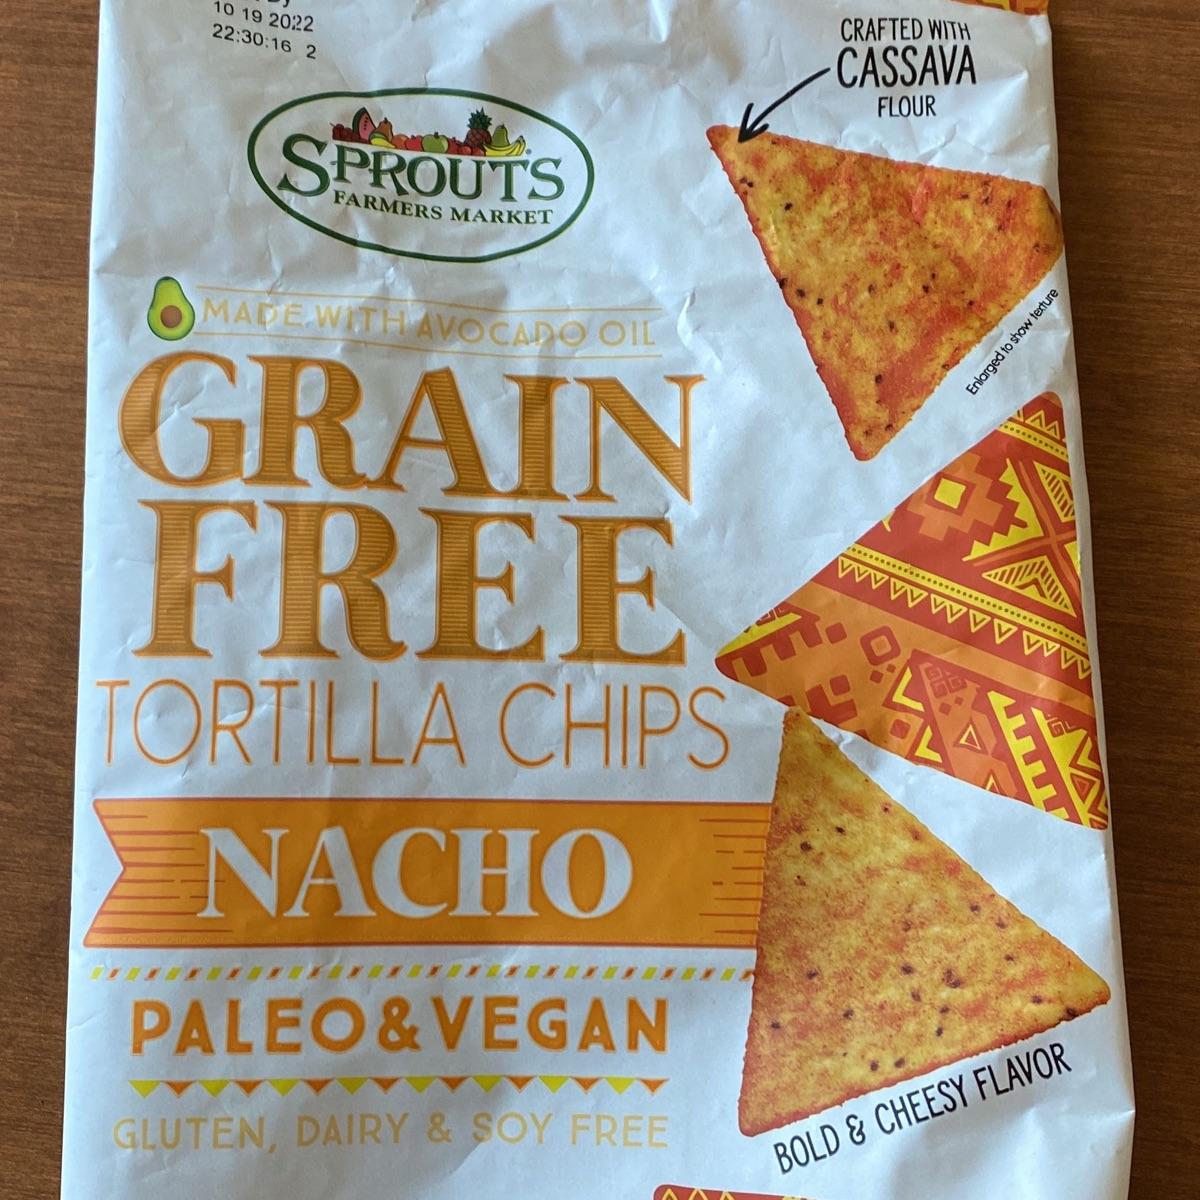 10 19 2022
22:30:16 2
CRAFTED WITH
CASSAVA
FLOUR
SPROUTS
FARMERS MARKET
MADE WITH AVOCADO OIL
Enlarged to show texture
GRAIN
FREE
TORTILLA CHIPS
NACHO
PALEO&VEGAN
GLUTEN, DAIRY & SOY FREE
BOLD & CHEESY FLAVOR